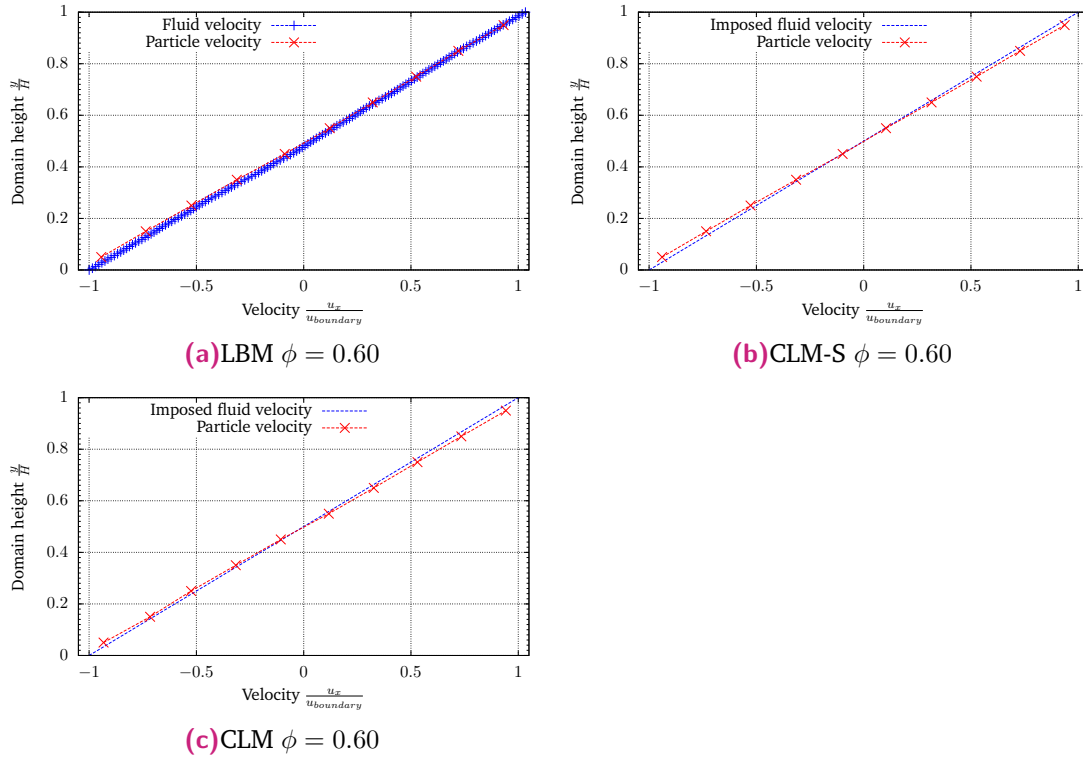 Fluid velocity
Particle velocity
Domain height y/H
1
0.8
0.6
0.4
0.2
0
−1 −0.5 0 0.5 1
Velocity u_x/u_boundary
(a)LBM ϕ = 0.60
Imposed fluid velocity
Particle velocity
Domain height y/H
1
0.8
0.6
0.4
0.2
0
−1 −0.5 0 0.5 1
Velocity u_x/u_boundary
(b)CLM-S ϕ = 0.60
Imposed fluid velocity
Particle velocity
Domain height y/H
1
0.8
0.6
0.4
0.2
0
−1 −0.5 0 0.5 1
Velocity u_x/u_boundary
(c)CLM ϕ = 0.60